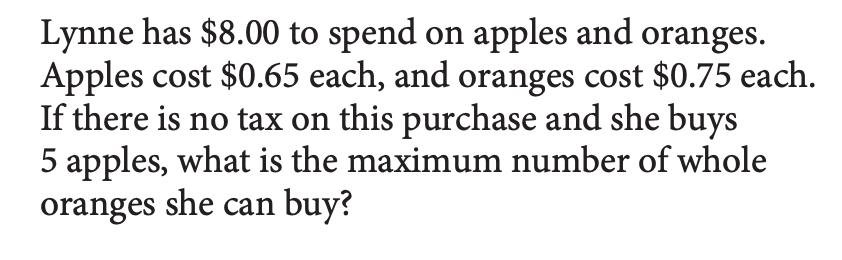 Lynne has $8.00 to spend on apples and oranges.
Apples cost $0.65 each, and oranges cost $0.75 each.
If there is no tax on this purchase and she buys
5 apples, what is the maximum number of whole
oranges she can buy?